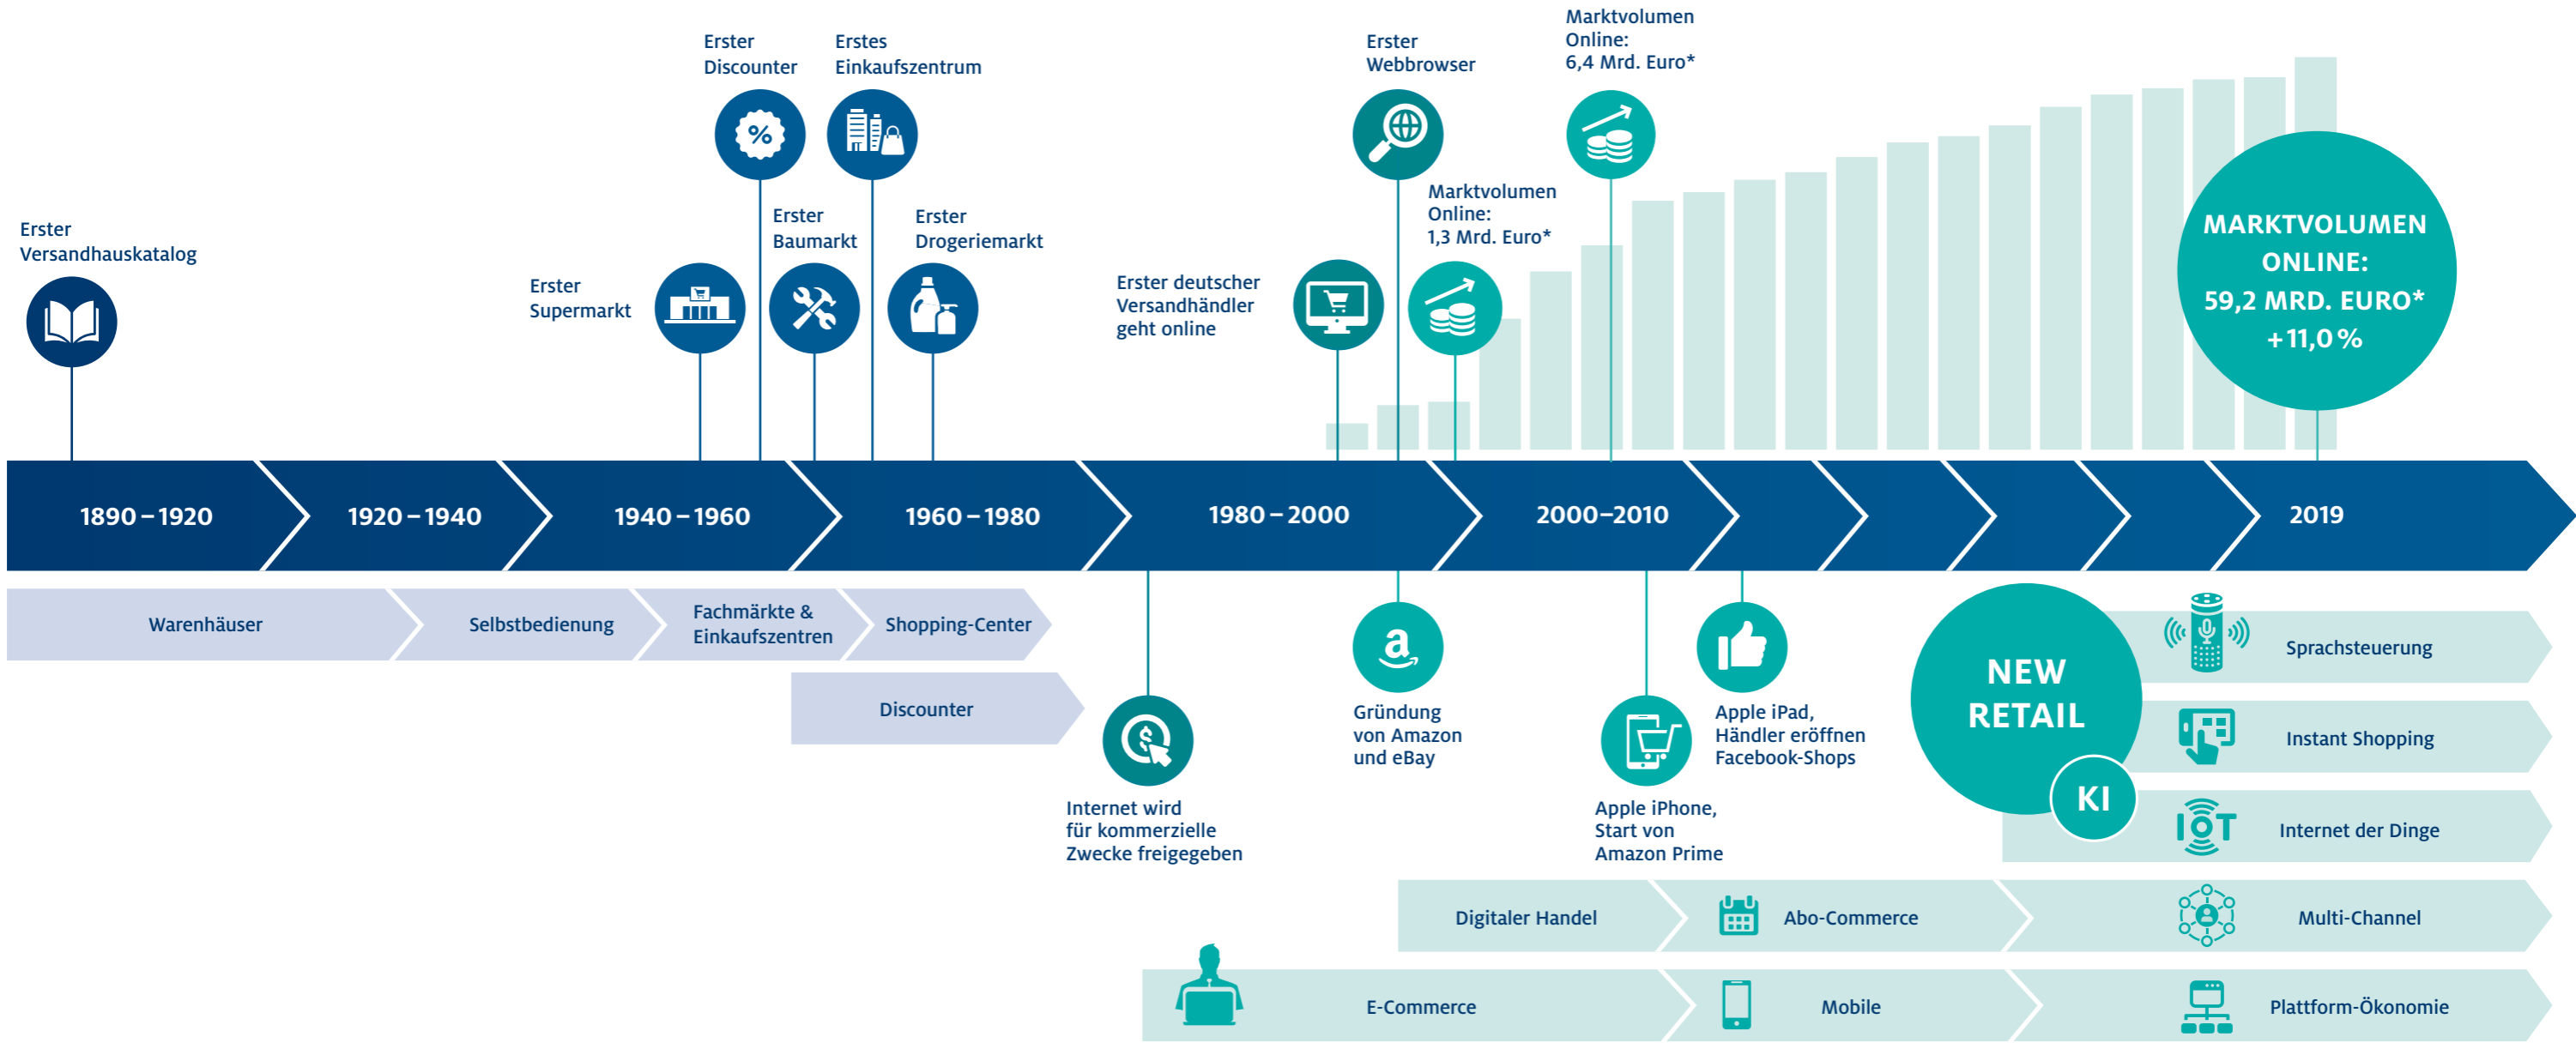 Erster
Versandhauskatalog
Erster
Supermarkt
Erster
Discounter
Erster
Baumarkt
Erstes
Einkaufszentrum
Erster
Drogeriemarkt
Erster deutscher
Versandhändler
geht online
Erster
Webbrowser
Marktvolumen
Online:
1,3 Mrd. Euro*
Marktvolumen
Online:
6,4 Mrd. Euro*
MARKTVOLUMEN
ONLINE:
59,2 MRD. EURO*
+11,0 %
%
1890 – 1920
1920 – 1940
1940 – 1960
1960 – 1980
1980 – 2000
2000–2010
2019
Warenhäuser
Selbstbedienung
Fachmärkte &
Einkaufszentren
Shopping-Center
Discounter
$
Internet wird
für kommerzielle
Zwecke freigegeben
a
Gründung
von Amazon
und eBay
Apple iPhone,
Start von
Amazon Prime
Apple iPad,
Händler eröffnen
Facebook-Shops
NEW
RETAIL
KI
Sprachsteuerung
Instant Shopping
IOT
Internet der Dinge
Digitaler Handel
Abo-Commerce
Multi-Channel
E-Commerce
Mobile
Plattform-Ökonomie